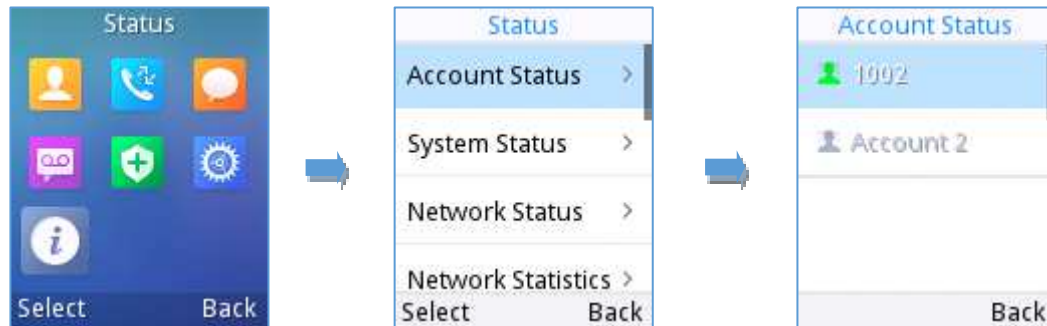 Status
Select Back
Status
Account Status
System Status
Network Status
Network Statistics
Select Back
Account Status
1002
Account 2
Back